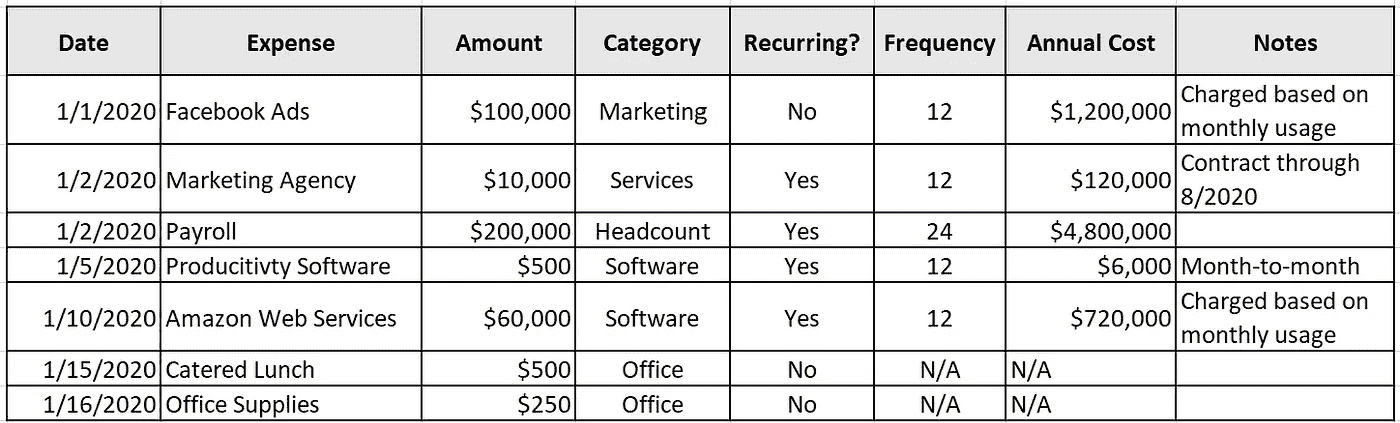 Date Expense Amount Category Recurring? Frequency Annual Cost Notes
1/1/2020 Facebook Ads $100,000 Marketing No 12 $1,200,000 Charged based on
monthly usage
1/2/2020 Marketing Agency $10,000 Services Yes 12 $120,000 Contract through
8/2020
1/2/2020 Payroll $200,000 Headcount Yes 24 $4,800,000
1/5/2020 Producitivty Software $500 Software Yes 12 $6,000 Month-to-month
1/10/2020 Amazon Web Services $60,000 Software Yes 12 $720,000 Charged based on
monthly usage
1/15/2020 Catered Lunch $500 Office No N/A N/A
1/16/2020 Office Supplies $250 Office No N/A N/A